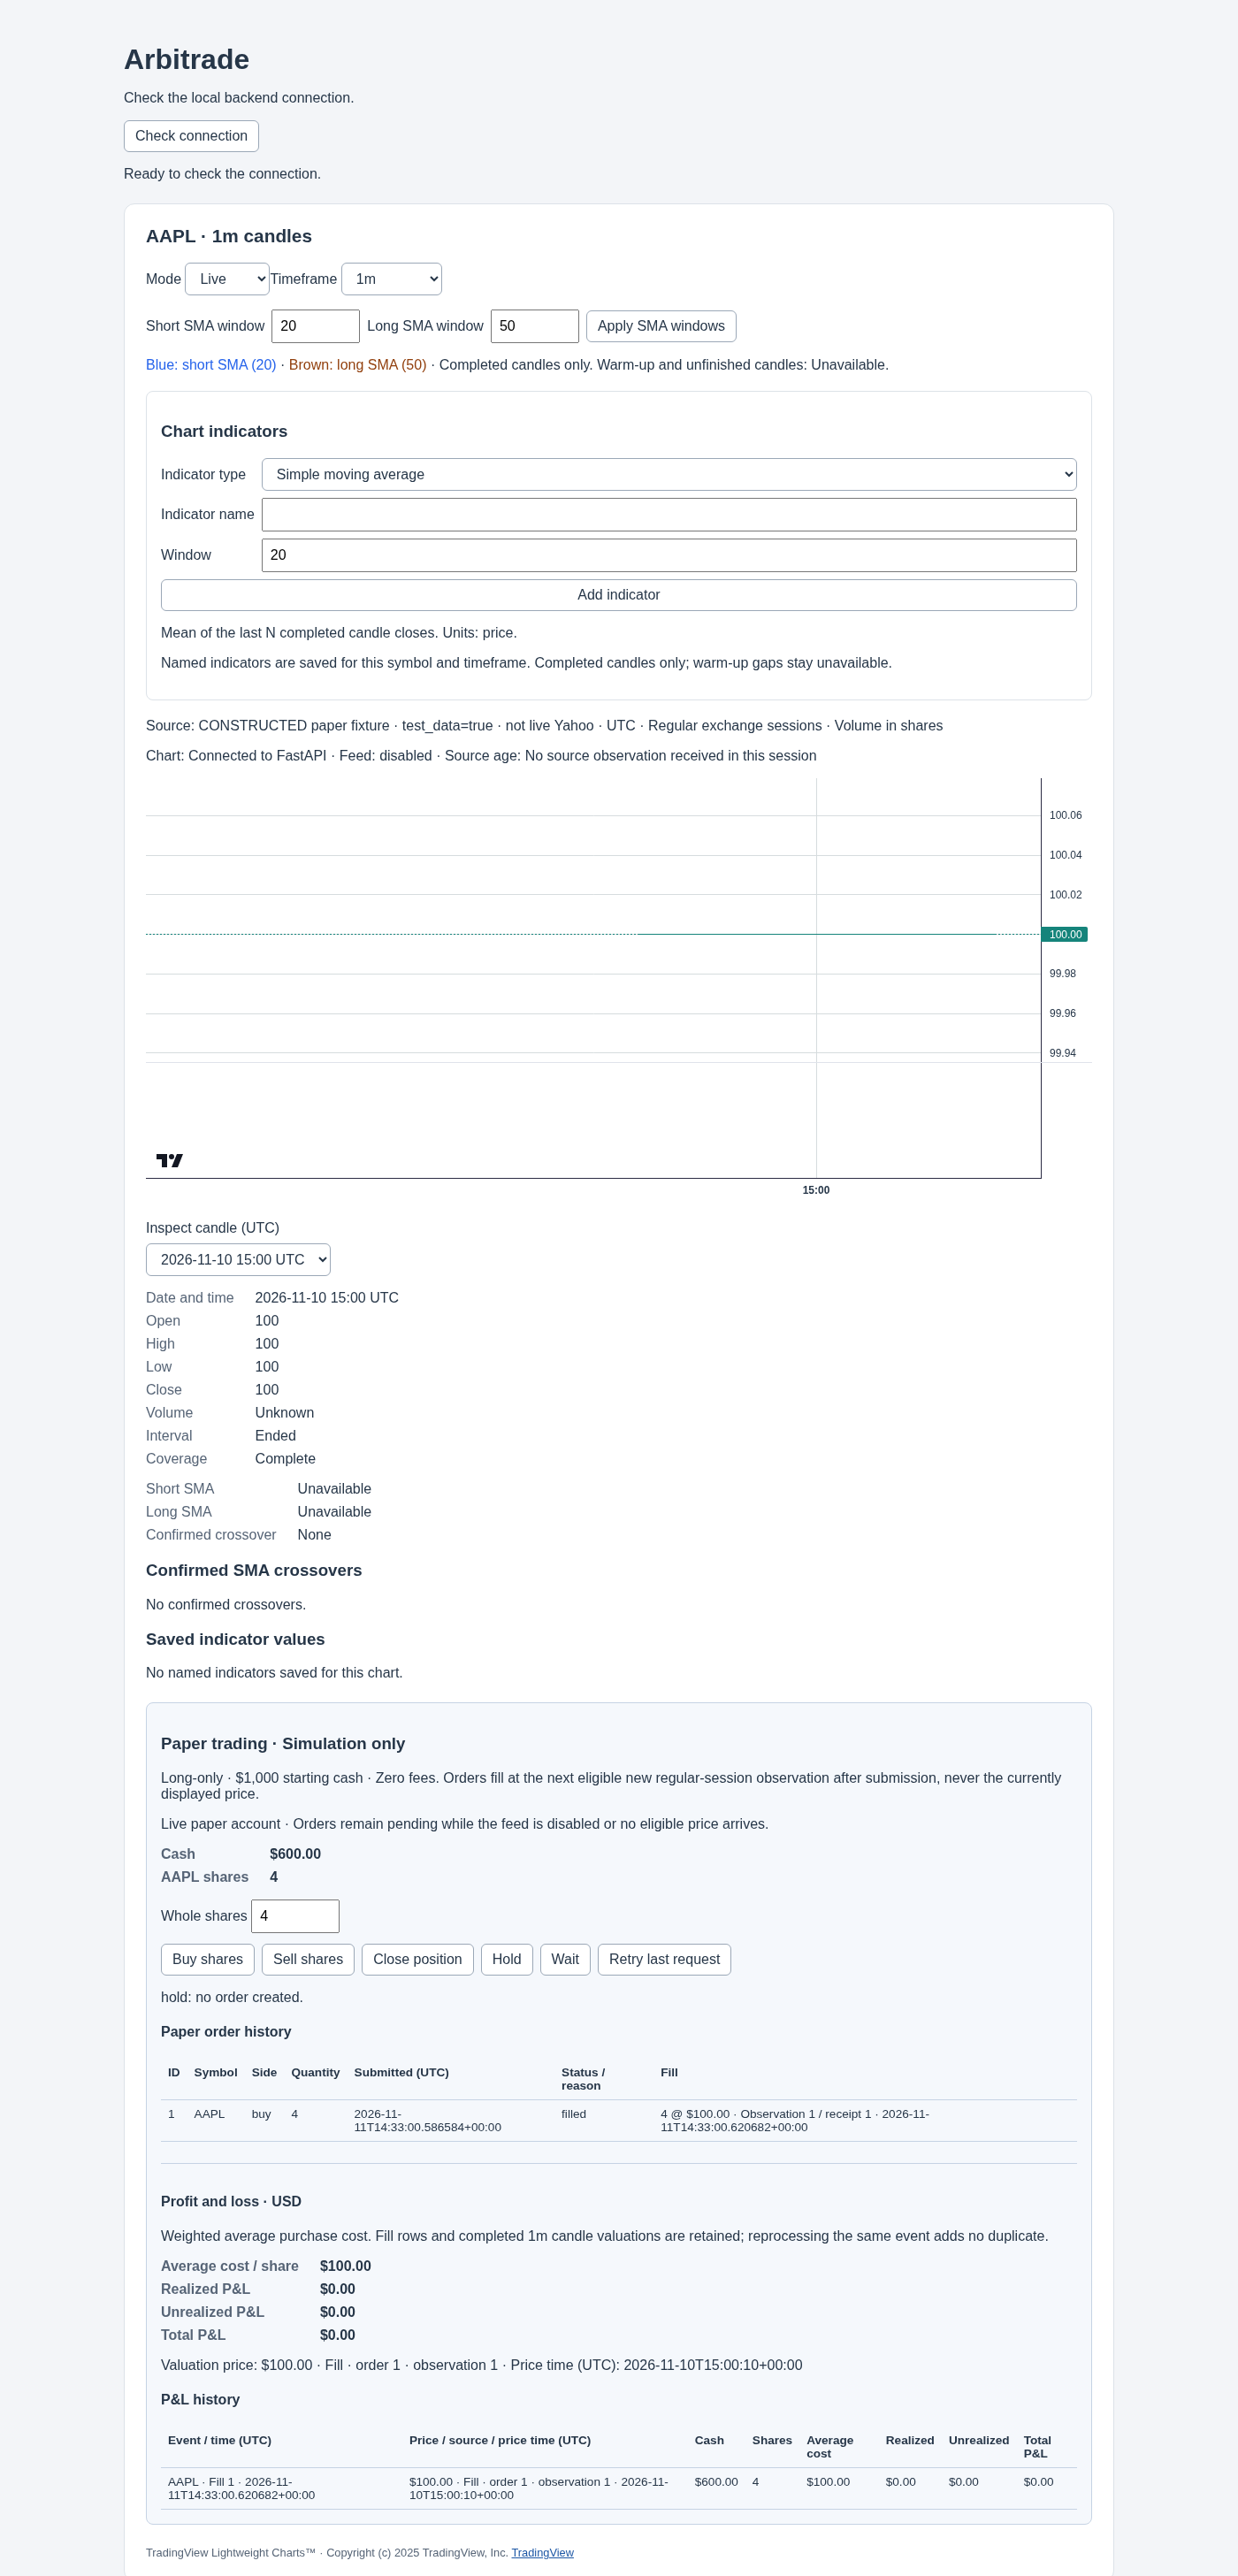 Arbitrade
Check the local backend connection.
Check connection
Ready to check the connection.
AAPL · 1m candles
Mode Live Timeframe 1m
Short SMA window 20 Long SMA window 50 Apply SMA windows
Blue: short SMA (20) · Brown: long SMA (50) · Completed candles only. Warm-up and unfinished candles: Unavailable.
Chart indicators
Indicator type Simple moving average
Indicator name
Window 20
Add indicator
Mean of the last N completed candle closes. Units: price.
Named indicators are saved for this symbol and timeframe. Completed candles only; warm-up gaps stay unavailable.
Source: CONSTRUCTED paper fixture · test_data=true · not live Yahoo · UTC · Regular exchange sessions · Volume in shares
Chart: Connected to FastAPI · Feed: disabled · Source age: No source observation received in this session
100.06
100.04
100.02
100.00
99.98
99.96
99.94
15:00
Inspect candle (UTC)
2026-11-10 15:00 UTC
Date and time 2026-11-10 15:00 UTC
Open 100
High 100
Low 100
Close 100
Volume Unknown
Interval Ended
Coverage Complete
Short SMA Unavailable
Long SMA Unavailable
Confirmed crossover None
Confirmed SMA crossovers
No confirmed crossovers.
Saved indicator values
No named indicators saved for this chart.
Paper trading · Simulation only
Long-only · $1,000 starting cash · Zero fees. Orders fill at the next eligible new regular-session observation after submission, never the currently
displayed price.
Live paper account · Orders remain pending while the feed is disabled or no eligible price arrives.
Cash $600.00
AAPL shares 4
Whole shares 4
Buy shares Sell shares Close position Hold Wait Retry last request
hold: no order created.
Paper order history
ID Symbol Side Quantity Submitted (UTC) Status / reason Fill
1 AAPL buy 4 2026-11-11T14:33:00.586584+00:00 filled 4 @ $100.00 · Observation 1 / receipt 1 · 2026-11-11T14:33:00.620682+00:00
Profit and loss · USD
Weighted average purchase cost. Fill rows and completed 1m candle valuations are retained; reprocessing the same event adds no duplicate.
Average cost / share $100.00
Realized P&L $0.00
Unrealized P&L $0.00
Total P&L $0.00
Valuation price: $100.00 · Fill · order 1 · observation 1 · Price time (UTC): 2026-11-10T15:00:10+00:00
P&L history
Event / time (UTC) Price / source / price time (UTC) Cash Shares Average cost Realized Unrealized Total P&L
AAPL · Fill 1 · 2026-11-11T14:33:00.620682+00:00 $100.00 · Fill · order 1 · observation 1 · 2026-11-10T15:00:10+00:00 $600.00 4 $100.00 $0.00 $0.00 $0.00
TradingView Lightweight Charts™ · Copyright (c) 2025 TradingView, Inc. TradingView